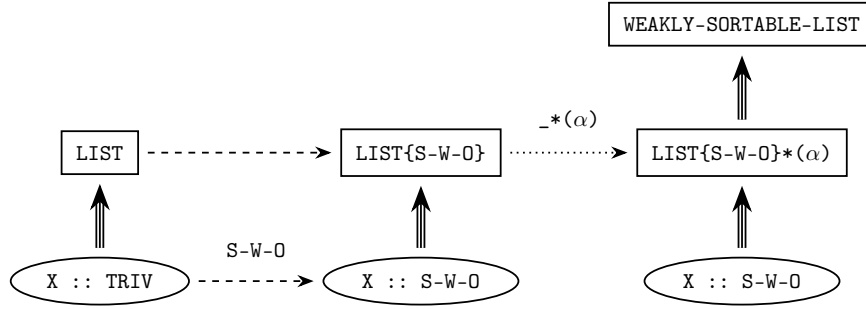 WEAKLY-SORTABLE-LIST
_*(α)
LIST
LIST{S-W-O}
LIST{S-W-O}*(α)
S-W-O
X :: TRIV
X :: S-W-O
X :: S-W-O